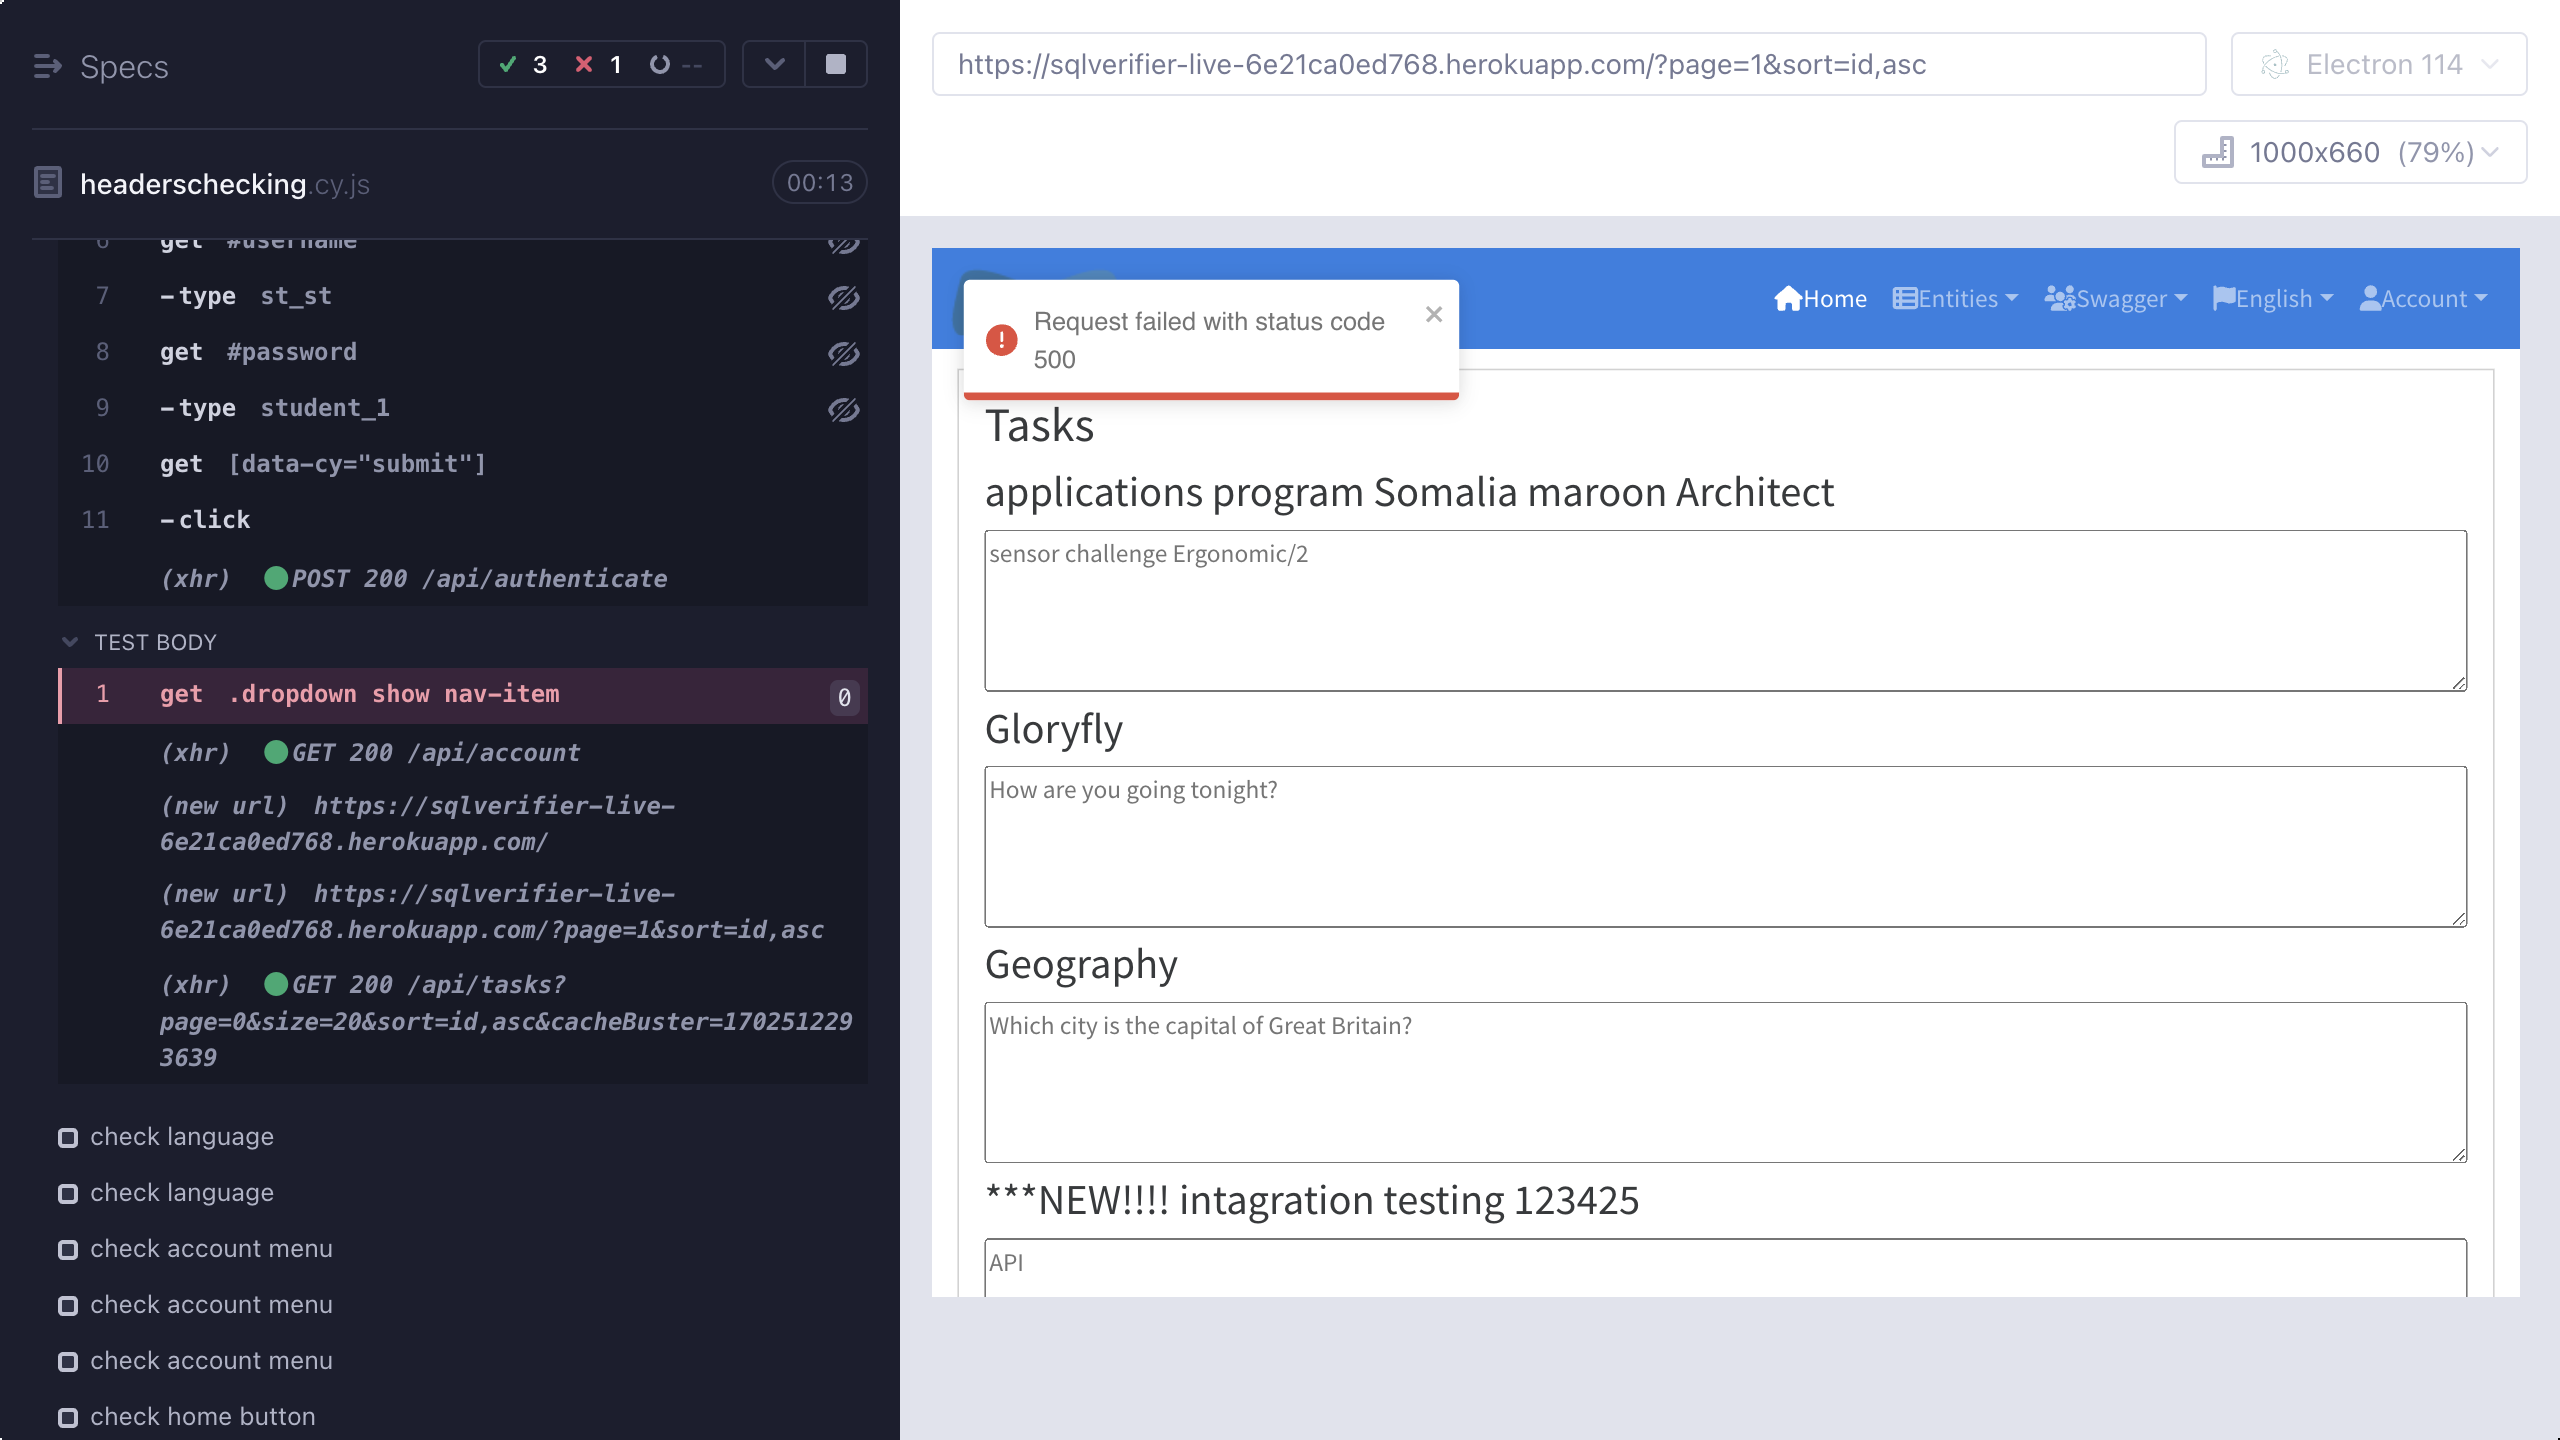 Specs
3 1 --
headerschecking.cy.js 00:13
6 get #username
7 -type st_st
8 get #password
9 -type student_1
10 get [data-cy="submit"]
11 -click
(xhr) POST 200 /api/authenticate
TEST BODY
1 get .dropdown show nav-item 0
(xhr) GET 200 /api/account
(new url) https://sqlverifier-live-
6e21ca0ed768.herokuapp.com/
(new url) https://sqlverifier-live-
6e21ca0ed768.herokuapp.com/?page=1&sort=id,asc
(xhr) GET 200 /api/tasks?
page=0&size=20&sort=id,asc&cacheBuster=170251229
3639
check language
check language
check account menu
check account menu
check account menu
check home button
https://sqlverifier-live-6e21ca0ed768.herokuapp.com/?page=1&sort=id,asc
Electron 114
1000x660 (79%)
Home Entities Swagger English Account
Request failed with status code
500
Tasks
applications program Somalia maroon Architect
sensor challenge Ergonomic/2
Gloryfly
How are you going tonight?
Geography
Which city is the capital of Great Britain?
***NEW!!!! intagration testing 123425
API